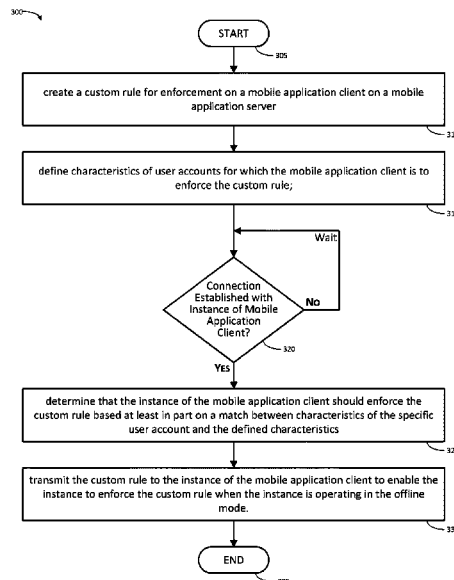 300
START
305
create a custom rule for enforcement on a mobile application client on a mobile
application server
31
define characteristics of user accounts for which the mobile application client is to
enforce the custom rule;
31
Wait
Connection
Established with
Instance of Mobile
Application
Client?
No
320
YES
determine that the instance of the mobile application client should enforce the
custom rule based at least in part on a match between characteristics of the specific
user account and the defined characteristics
32
transmit the custom rule to the instance of the mobile application client to enable the
instance to enforce the custom rule when the instance is operating in the offline
mode.
33
END